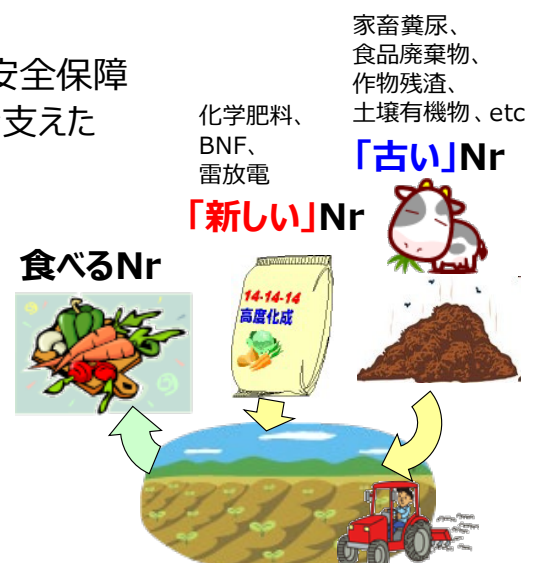 家畜糞尿、
食品廃棄物、
作物残渣、
土壌有機物、etc
「古い」Nr
安全保障
支えた
化学肥料、
BNF、
雷放電
「新しい」Nr
食べるNr
14-14-14
高度化成